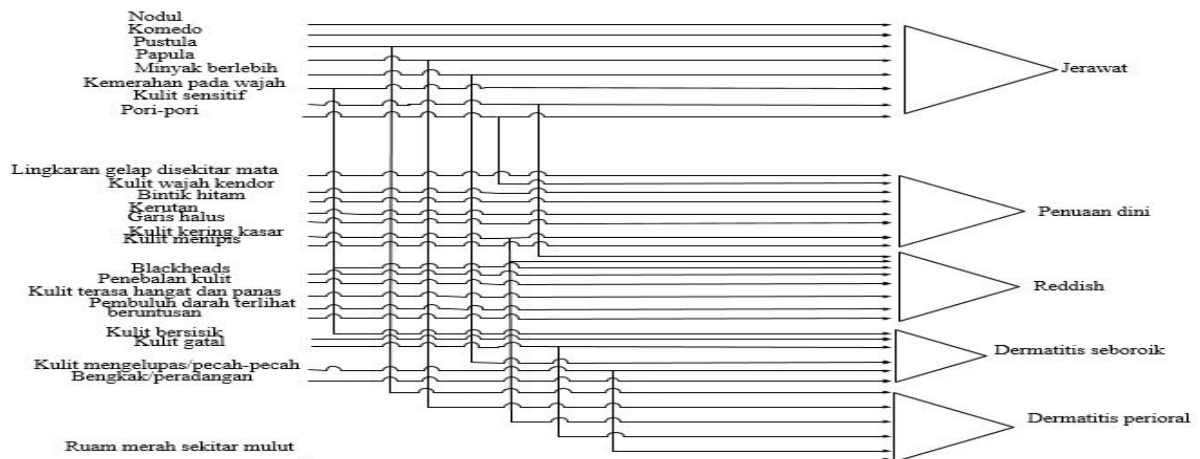 Nodul
Komedo
Pustula
Papula
Minyak berlebih
Kemerahan pada wajah
Kulit sensitif
Pori-pori
Jerawat
Lingkaran gelap disekitar mata
Kulit wajah kendor
Bintik hitam
Kerutan
Garis halus
Kulit kering kasar
Kulit menipis
Penuaan dini
Blackheads
Penebalan kulit
Kulit terasa hangat dan panas
Pembuluh darah terlihat
beruntusan
Reddish
Kulit bersisik
Kulit gatal
Kulit mengelupas/pecah-pecah
Bengkak/peradangan
Dermatitis seboroik
Dermatitis perioral
Ruam merah sekitar mulut